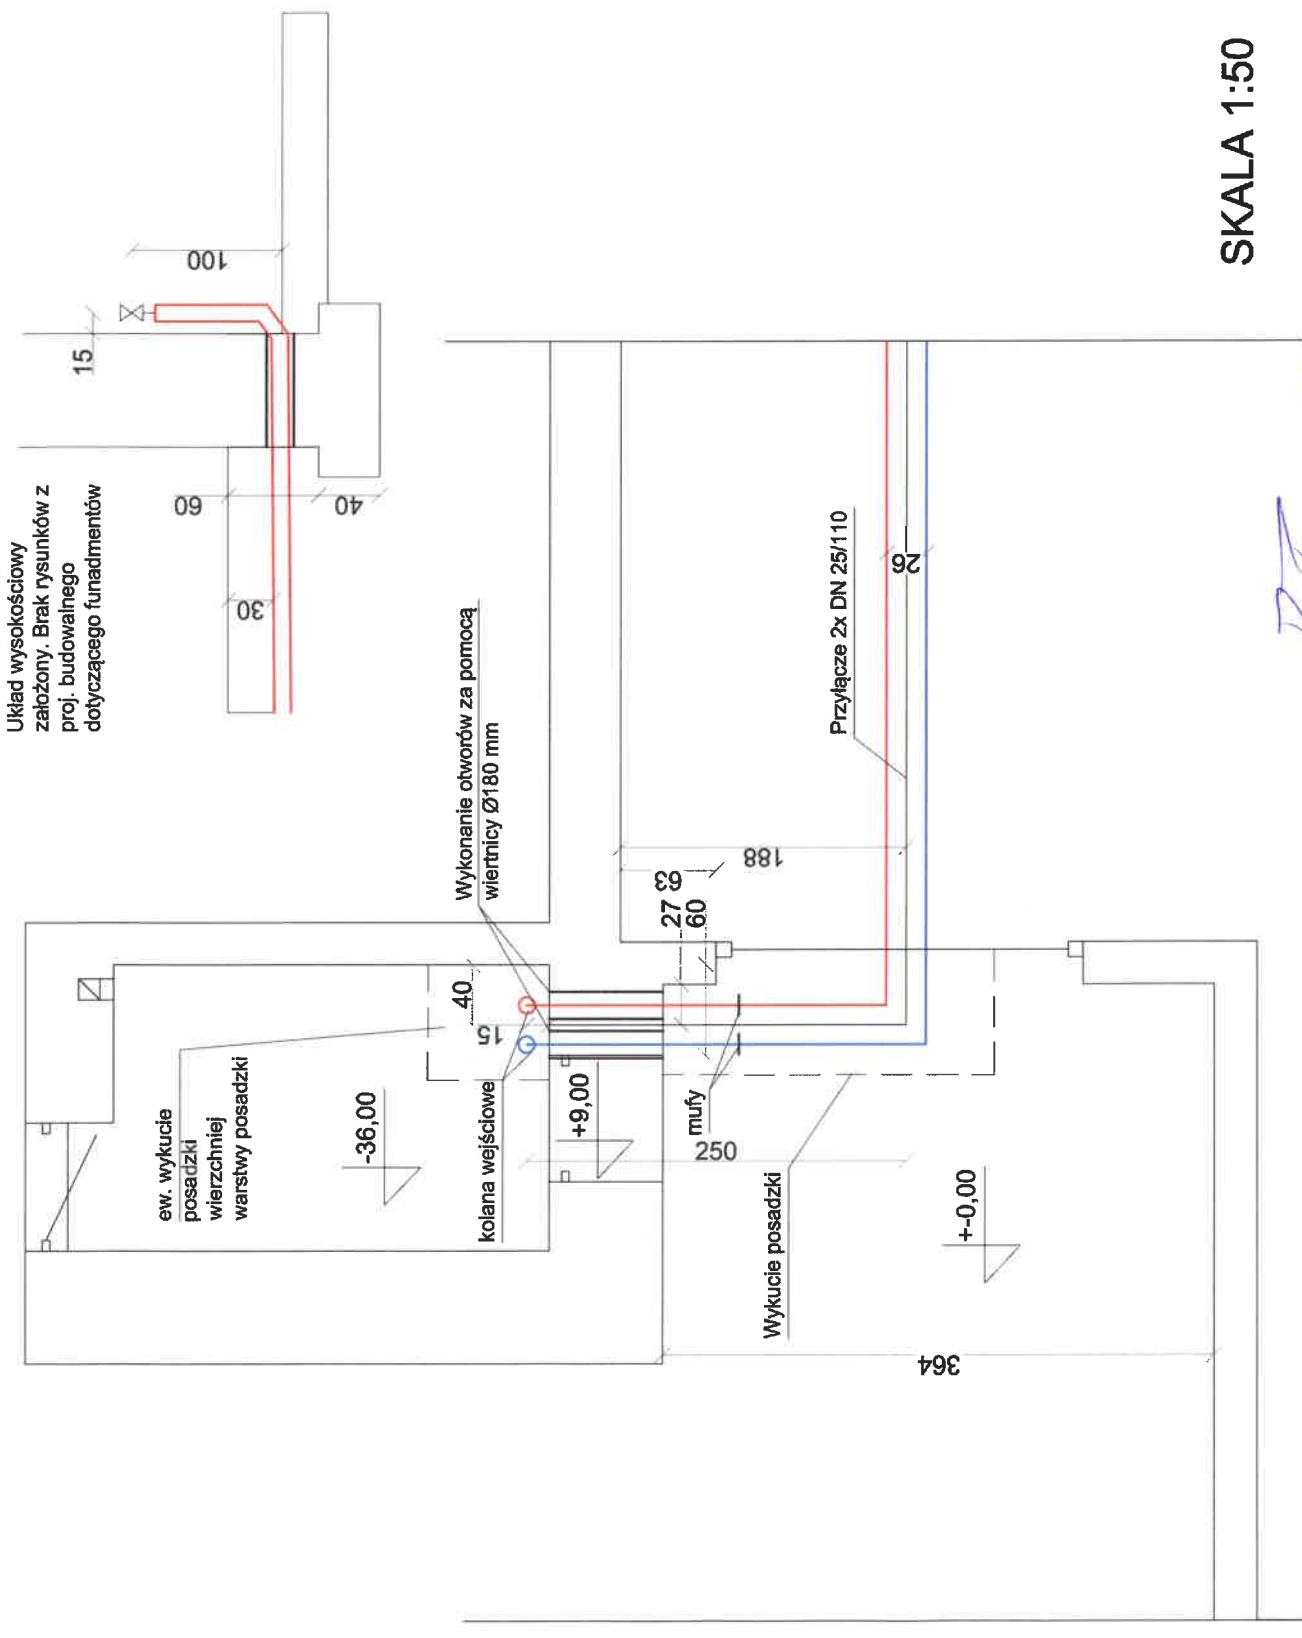 Układ wysokościowy
założony. Brak rysunków z
proj. budowalnego
dotyczącego funadmentów
15
100
60
40
30
Wykonanie otworów za pomocą
wiertnicy Ø180 mm
Przyłącze 2x DN 25/110
26
188
63
27
60
40
15
ew. wykucie
posadzki
wierzchniej
warstwy posadzki
-36,00
kolana wejściowe
+9,00
mufy
250
Wykucie posadzki
+-0,00
364
SKALA 1:50